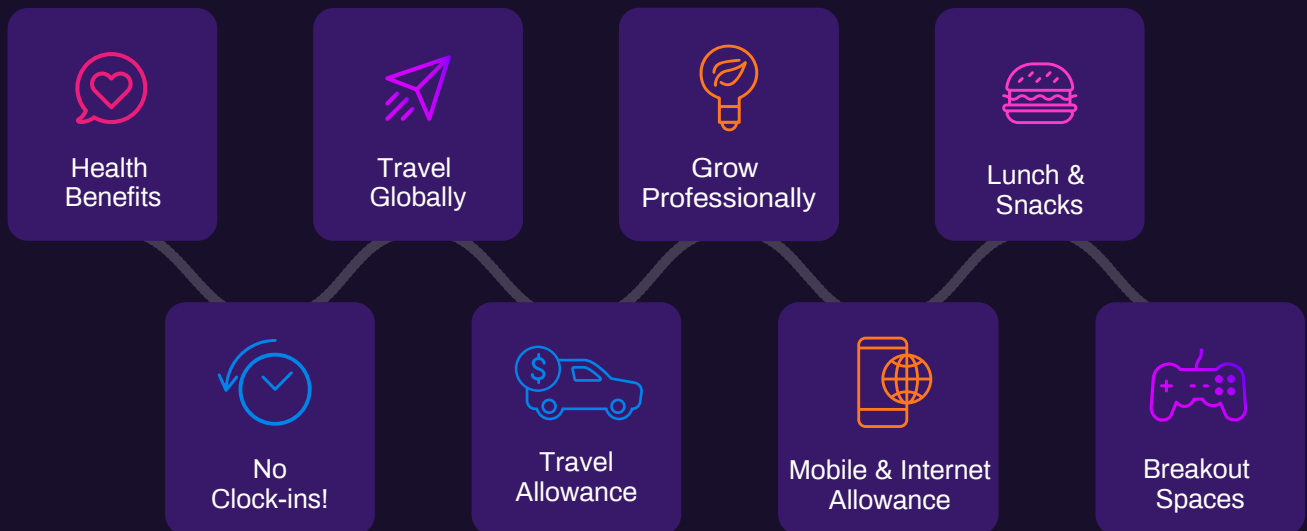 Health
Benefits
Travel
Globally
Grow
Professionally
Lunch &
Snacks
No
Clock-ins!
$
Travel
Allowance
Mobile & Internet
Allowance
Breakout
Spaces